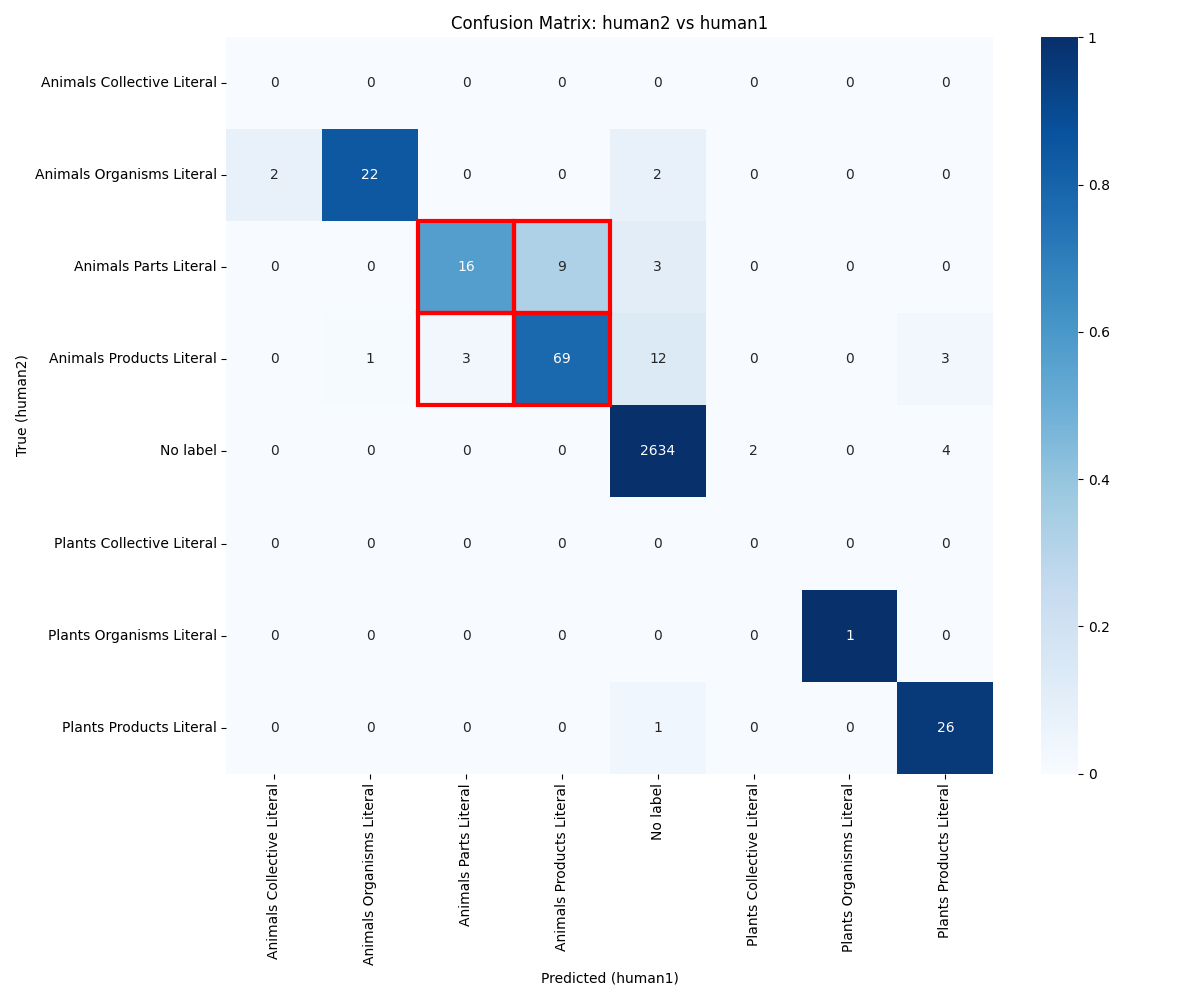 Confusion Matrix: human2 vs human1
True (human2)
Animals Collective Literal 0 0 0 0 0 0 0 0
Animals Organisms Literal 2 22 0 0 2 0 0 0
Animals Parts Literal 0 0 16 9 3 0 0 0
Animals Products Literal 0 1 3 69 12 0 0 3
No label 0 0 0 0 2634 2 0 4
Plants Collective Literal 0 0 0 0 0 0 0 0
Plants Organisms Literal 0 0 0 0 0 0 1 0
Plants Products Literal 0 0 0 0 1 0 0 26
Animals Collective Literal
Animals Organisms Literal
Animals Parts Literal
Animals Products Literal
No label
Plants Collective Literal
Plants Organisms Literal
Plants Products Literal
Predicted (human1)
1
0.8
0.6
0.4
0.2
0